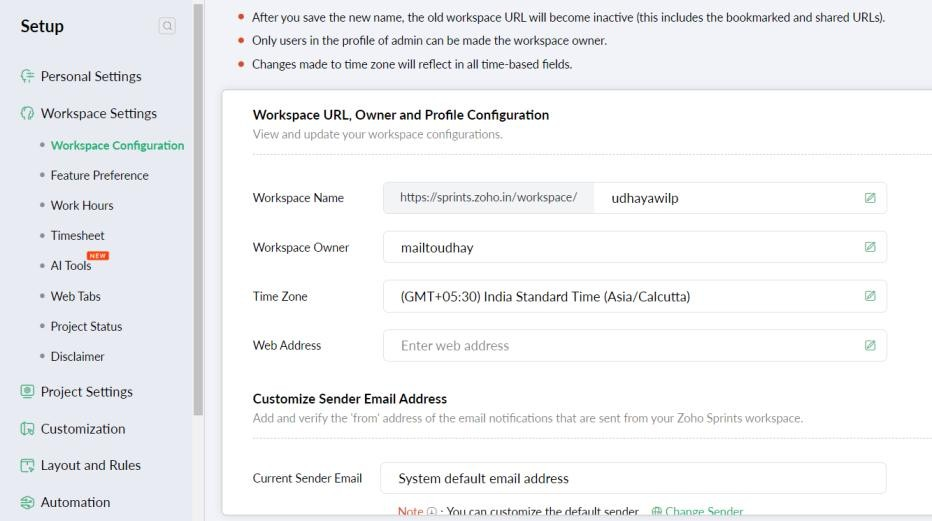 Setup
Personal Settings
Workspace Settings
Workspace Configuration
Feature Preference
Work Hours
Timesheet
NEW
AI Tools
Web Tabs
Project Status
Disclaimer
Project Settings
Customization
Layout and Rules
Automation
After you save the new name, the old workspace URL will become inactive (this includes the bookmarked and shared URLs).
Only users in the profile of admin can be made the workspace owner.
Changes made to time zone will reflect in all time-based fields.
Workspace URL, Owner and Profile Configuration
View and update your workspace configurations.
Workspace Name https://sprints.zoho.in/workspace/ udhayawilp
Workspace Owner mailtoudhay
Time Zone (GMT+05:30) India Standard Time (Asia/Calcutta)
Web Address Enter web address
Customize Sender Email Address
Add and verify the 'from' address of the email notifications that are sent from your Zoho Sprints workspace.
Current Sender Email System default email address
Note : You can customize the default sender Change Sender